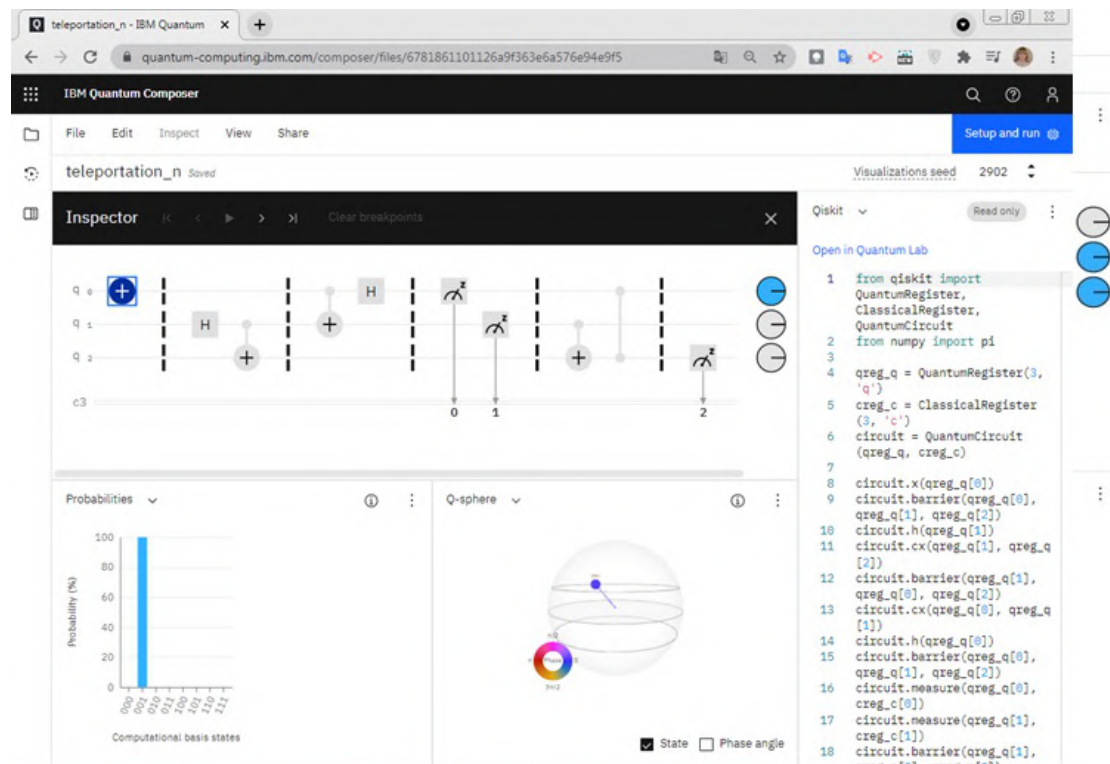 teleportation_n - IBM Quantum
quantum-computing.ibm.com/composer/files/6781861101126a9f363e6a576e94e9f5
IBM Quantum Composer
File Edit Inspect View Share
Setup and run
teleportation_n Saved
Visualizations seed 2902
Inspector Clear breakpoints
Qiskit Read only
Open in Quantum Lab
q 0 + H z
q 1 H + z
q 2 + + z
c3
0 1 2
1 from qiskit import
QuantumRegister,
ClassicalRegister,
QuantumCircuit
2 from numpy import pi
3
4 qreg_q = QuantumRegister(3,
'q')
5 creg_c = ClassicalRegister
(3, 'c')
6 circuit = QuantumCircuit
(qreg_q, creg_c)
7
8 circuit.x(qreg_q[0])
9 circuit.barrier(qreg_q[0],
qreg_q[1], qreg_q[2])
10 circuit.h(qreg_q[1])
11 circuit.cx(qreg_q[1], qreg_q
[2])
12 circuit.barrier(qreg_q[1],
qreg_q[0], qreg_q[2])
13 circuit.cx(qreg_q[0], qreg_q
[1])
14 circuit.h(qreg_q[0])
15 circuit.barrier(qreg_q[0],
qreg_q[1], qreg_q[2])
16 circuit.measure(qreg_q[0],
creg_c[0])
17 circuit.measure(qreg_q[1],
creg_c[1])
18 circuit.barrier(qreg_q[1],
Probabilities
Probability (%)
100
80
60
40
20
0
000 001 010 011 100 101 110 111
Computational basis states
Q-sphere
π/2
Phase
0
3π/2
State Phase angle